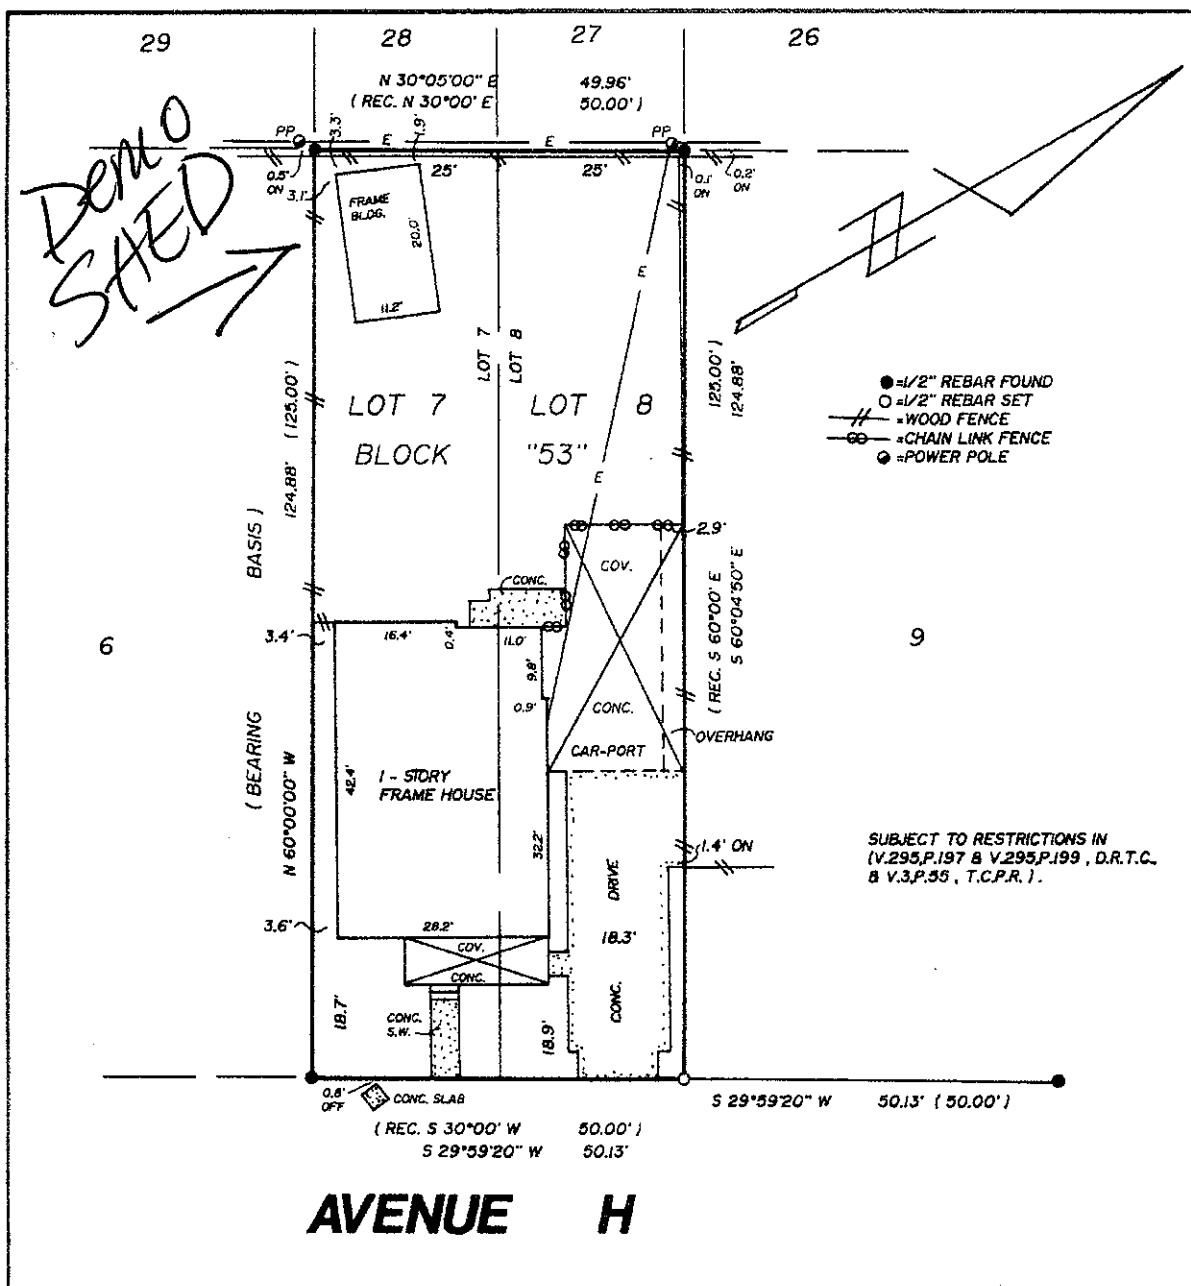 29 28 27 26
N 30°05'00" E 49.96'
( REC. N 30°00' E 50.00' )
DEMO
SHED
PP E E PP
3.3' 1.9'
0.5' ON
25' 25'
0.1' ON
0.2' ON
3.1'
FRAME
BLDG.
20.0'
11.2'
E
E
E
LOT 7
LOT 8
LOT 7 LOT 8
BLOCK "53"
124.88' (125.00')
(125.00')
124.88'
=1/2" REBAR FOUND
=1/2" REBAR SET
=WOOD FENCE
=CHAIN LINK FENCE
=POWER POLE
N 60°00'00" W
( BEARING BASIS )
( REC. S 60°00' E
S 60°04'50" E
2.9'
COV.
CONC.
CONC.
CAR-PORT
OVERHANG
6 9
3.4'
16.4' 0.4' 11.0'
9.8'
0.9'
1 - STORY
FRAME HOUSE
42.4'
32.2'
1.4' ON
SUBJECT TO RESTRICTIONS IN
(V.295,P.197 & V.295,P.199 , D.R.T.C.
& V.3,P.55 , T.C.P.R. ) .
3.6'
28.2'
COV.
CONC.
DRIVE
18.3'
CONC.
18.7'
CONC.
S.W.
18.9'
0.8'
OFF
CONC. SLAB
S 29°59'20" W 50.13' ( 50.00' )
( REC. S 30°00' W 50.00' )
S 29°59'20" W 50.13'
AVENUE H